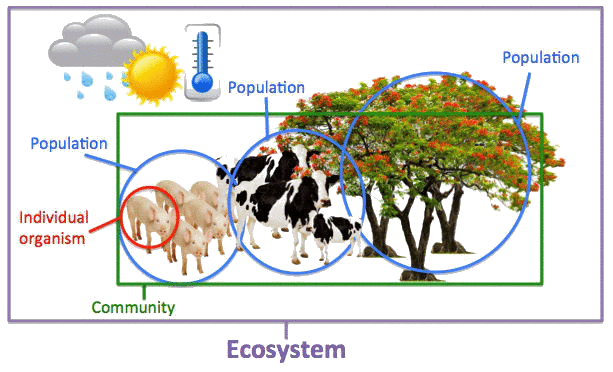 Population
Population
Population
Individual
organism
Community
Ecosystem